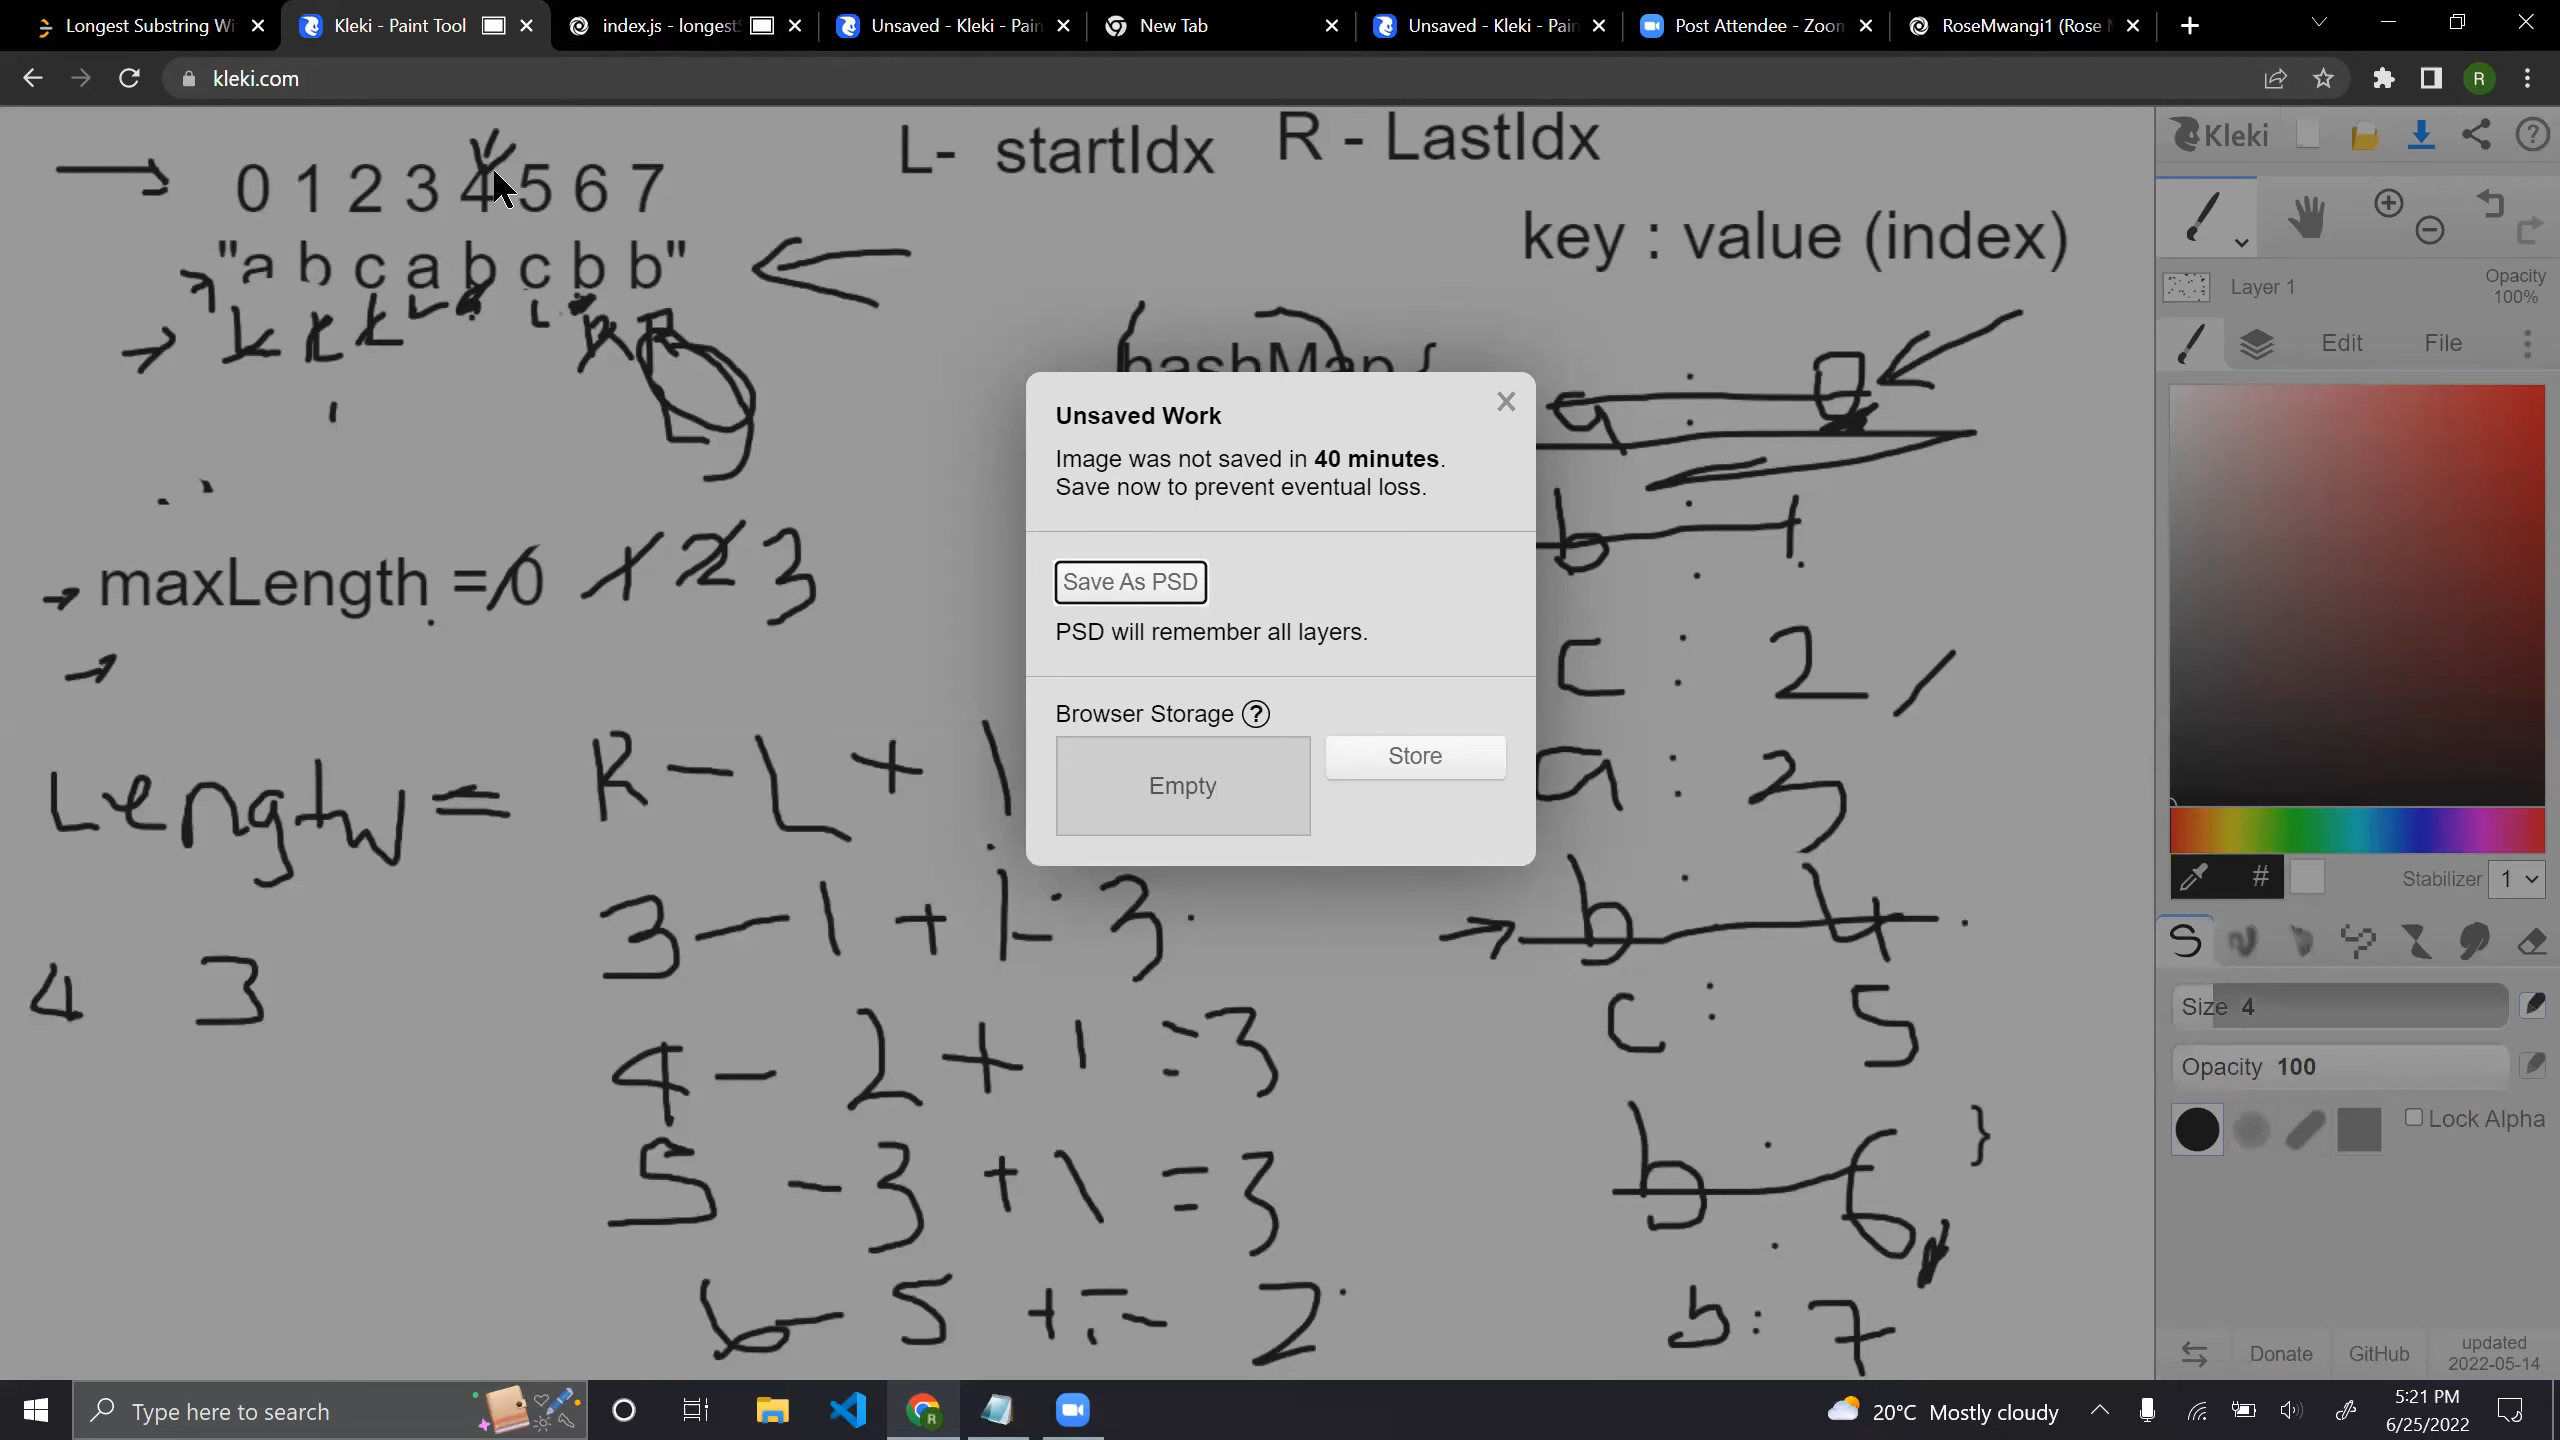 Longest Substring Wi
Kleki - Paint Tool
index.js - longest
Unsaved - Kleki - Pain
New Tab
Unsaved - Kleki - Pain
Post Attendee - Zoom
RoseMwangi1 (Rose M
kleki.com
R
L- startIdx
R - LastIdx
0 1 2 3 4 5 6 7
"a b c a b c b b"
key : value (index)
hashMap {
maxLength = 0 1 2 3
Length = R - L + 1
3 - 1 + 1 = 3
4 3
4 - 2 + 1 = 3
5 - 3 + 1 = 3
6 - 5 + = 2
a : 0
b : 1
c : 2
a : 3
b : 4
c : 5
b : 6 }
b : 7
Unsaved Work
Image was not saved in 40 minutes.
Save now to prevent eventual loss.
Save As PSD
PSD will remember all layers.
Browser Storage ?
Empty
Store
Kleki
?
Layer 1
Opacity
100%
Edit
File
#
Stabilizer 1
Size 4
Opacity 100
Lock Alpha
Donate
GitHub
updated
2022-05-14
Type here to search
R
20°C Mostly cloudy
5:21 PM
6/25/2022